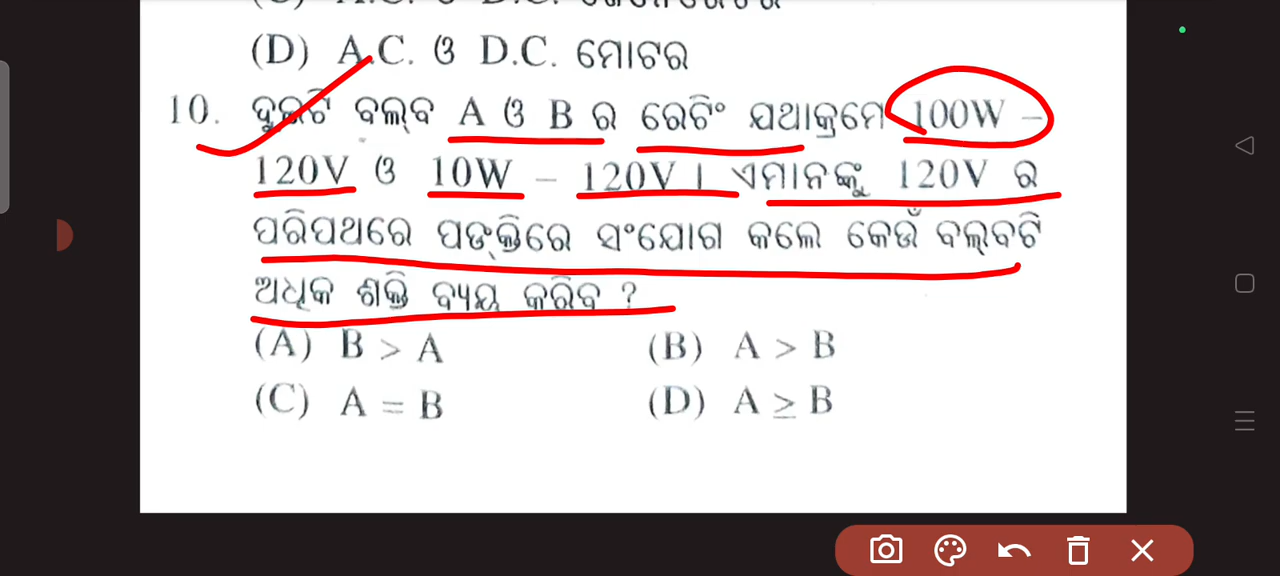 (D) A.C. ଓ D.C. ମୋଟର
10. ଦୁଇଟି ବଲ୍‌ବ A ଓ B ର ରେଟିଂ ଯଥାକ୍ରମେ 100W –
120V ଓ 10W – 120V । ଏମାନଙ୍କୁ 120V ର
ପରିପଥରେ ପଙ୍‌କ୍ତିରେ ସଂଯୋଗ କଲେ କେଉଁ ବଲ୍‌ବଟି
ଅଧିକ ଶକ୍ତି ବ୍ୟୟ କରିବ ?
(A) B > A (B) A > B
(C) A = B (D) A ≥ B